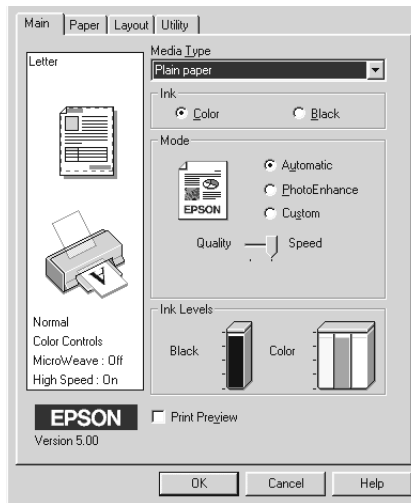 Main Paper Layout Utility
Letter
Media Type
Plain paper
Ink
Color Black
Mode
EPSON
Automatic
PhotoEnhance
Custom
Quality Speed
Normal
Color Controls
MicroWeave : Off
High Speed : On
Ink Levels
Black Color
EPSON
Version 5.00
Print Preview
OK Cancel Help